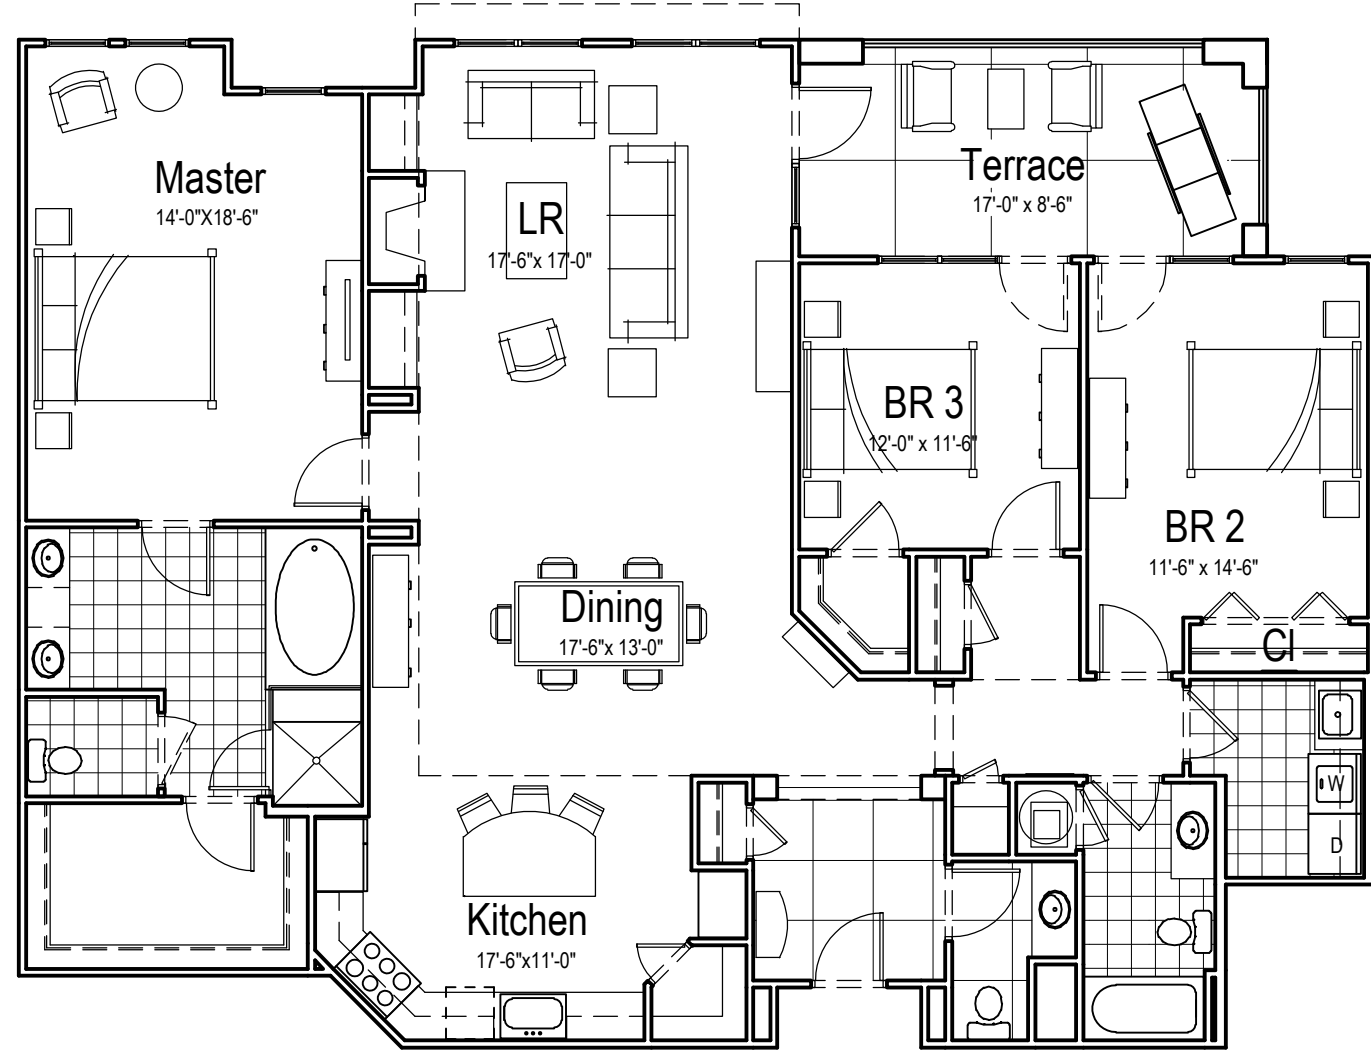 Master
14'-0"X18'-6"
LR
17'-6"x 17'-0"
Terrace
17'-0" x 8'-6"
BR 3
12'-0" x 11'-6"
BR 2
11'-6" x 14'-6"
Dining
17'-6"x 13'-0"
Cl
W
D
Kitchen
17'-6"x11'-0"